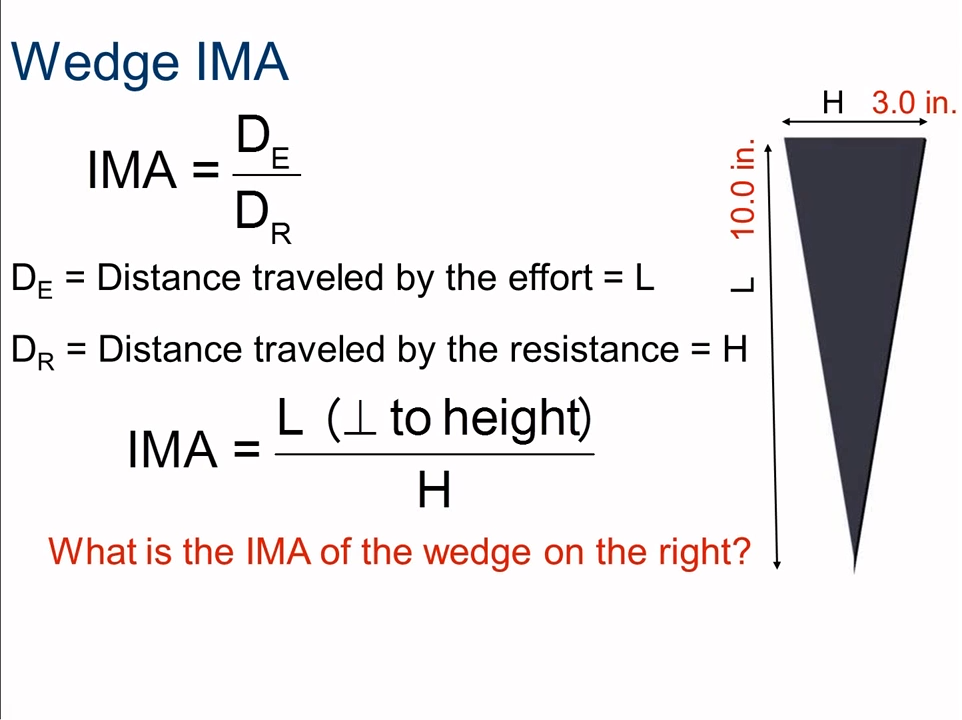 Wedge IMA
H 3.0 in.
L 10.0 in.
IMA = D_E / D_R
D_E = Distance traveled by the effort = L
D_R = Distance traveled by the resistance = H
IMA = L (⊥ to height) / H
What is the IMA of the wedge on the right?